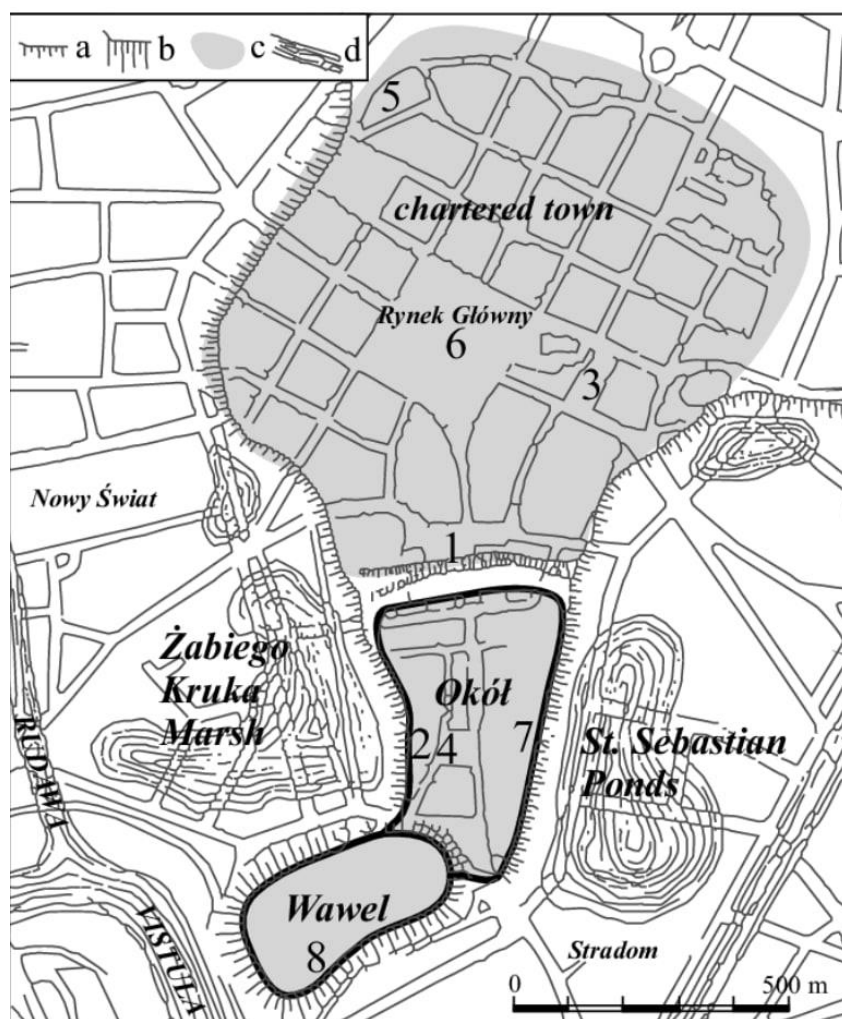 a b c d
5
chartered town
Rynek Główny
6
3
Nowy Świat
1
Żabiego
Kruka
Marsh
Okół
2 4 7
St. Sebastian
Ponds
RUDAWA
Wawel
8
VISTULA
Stradom
0 500 m